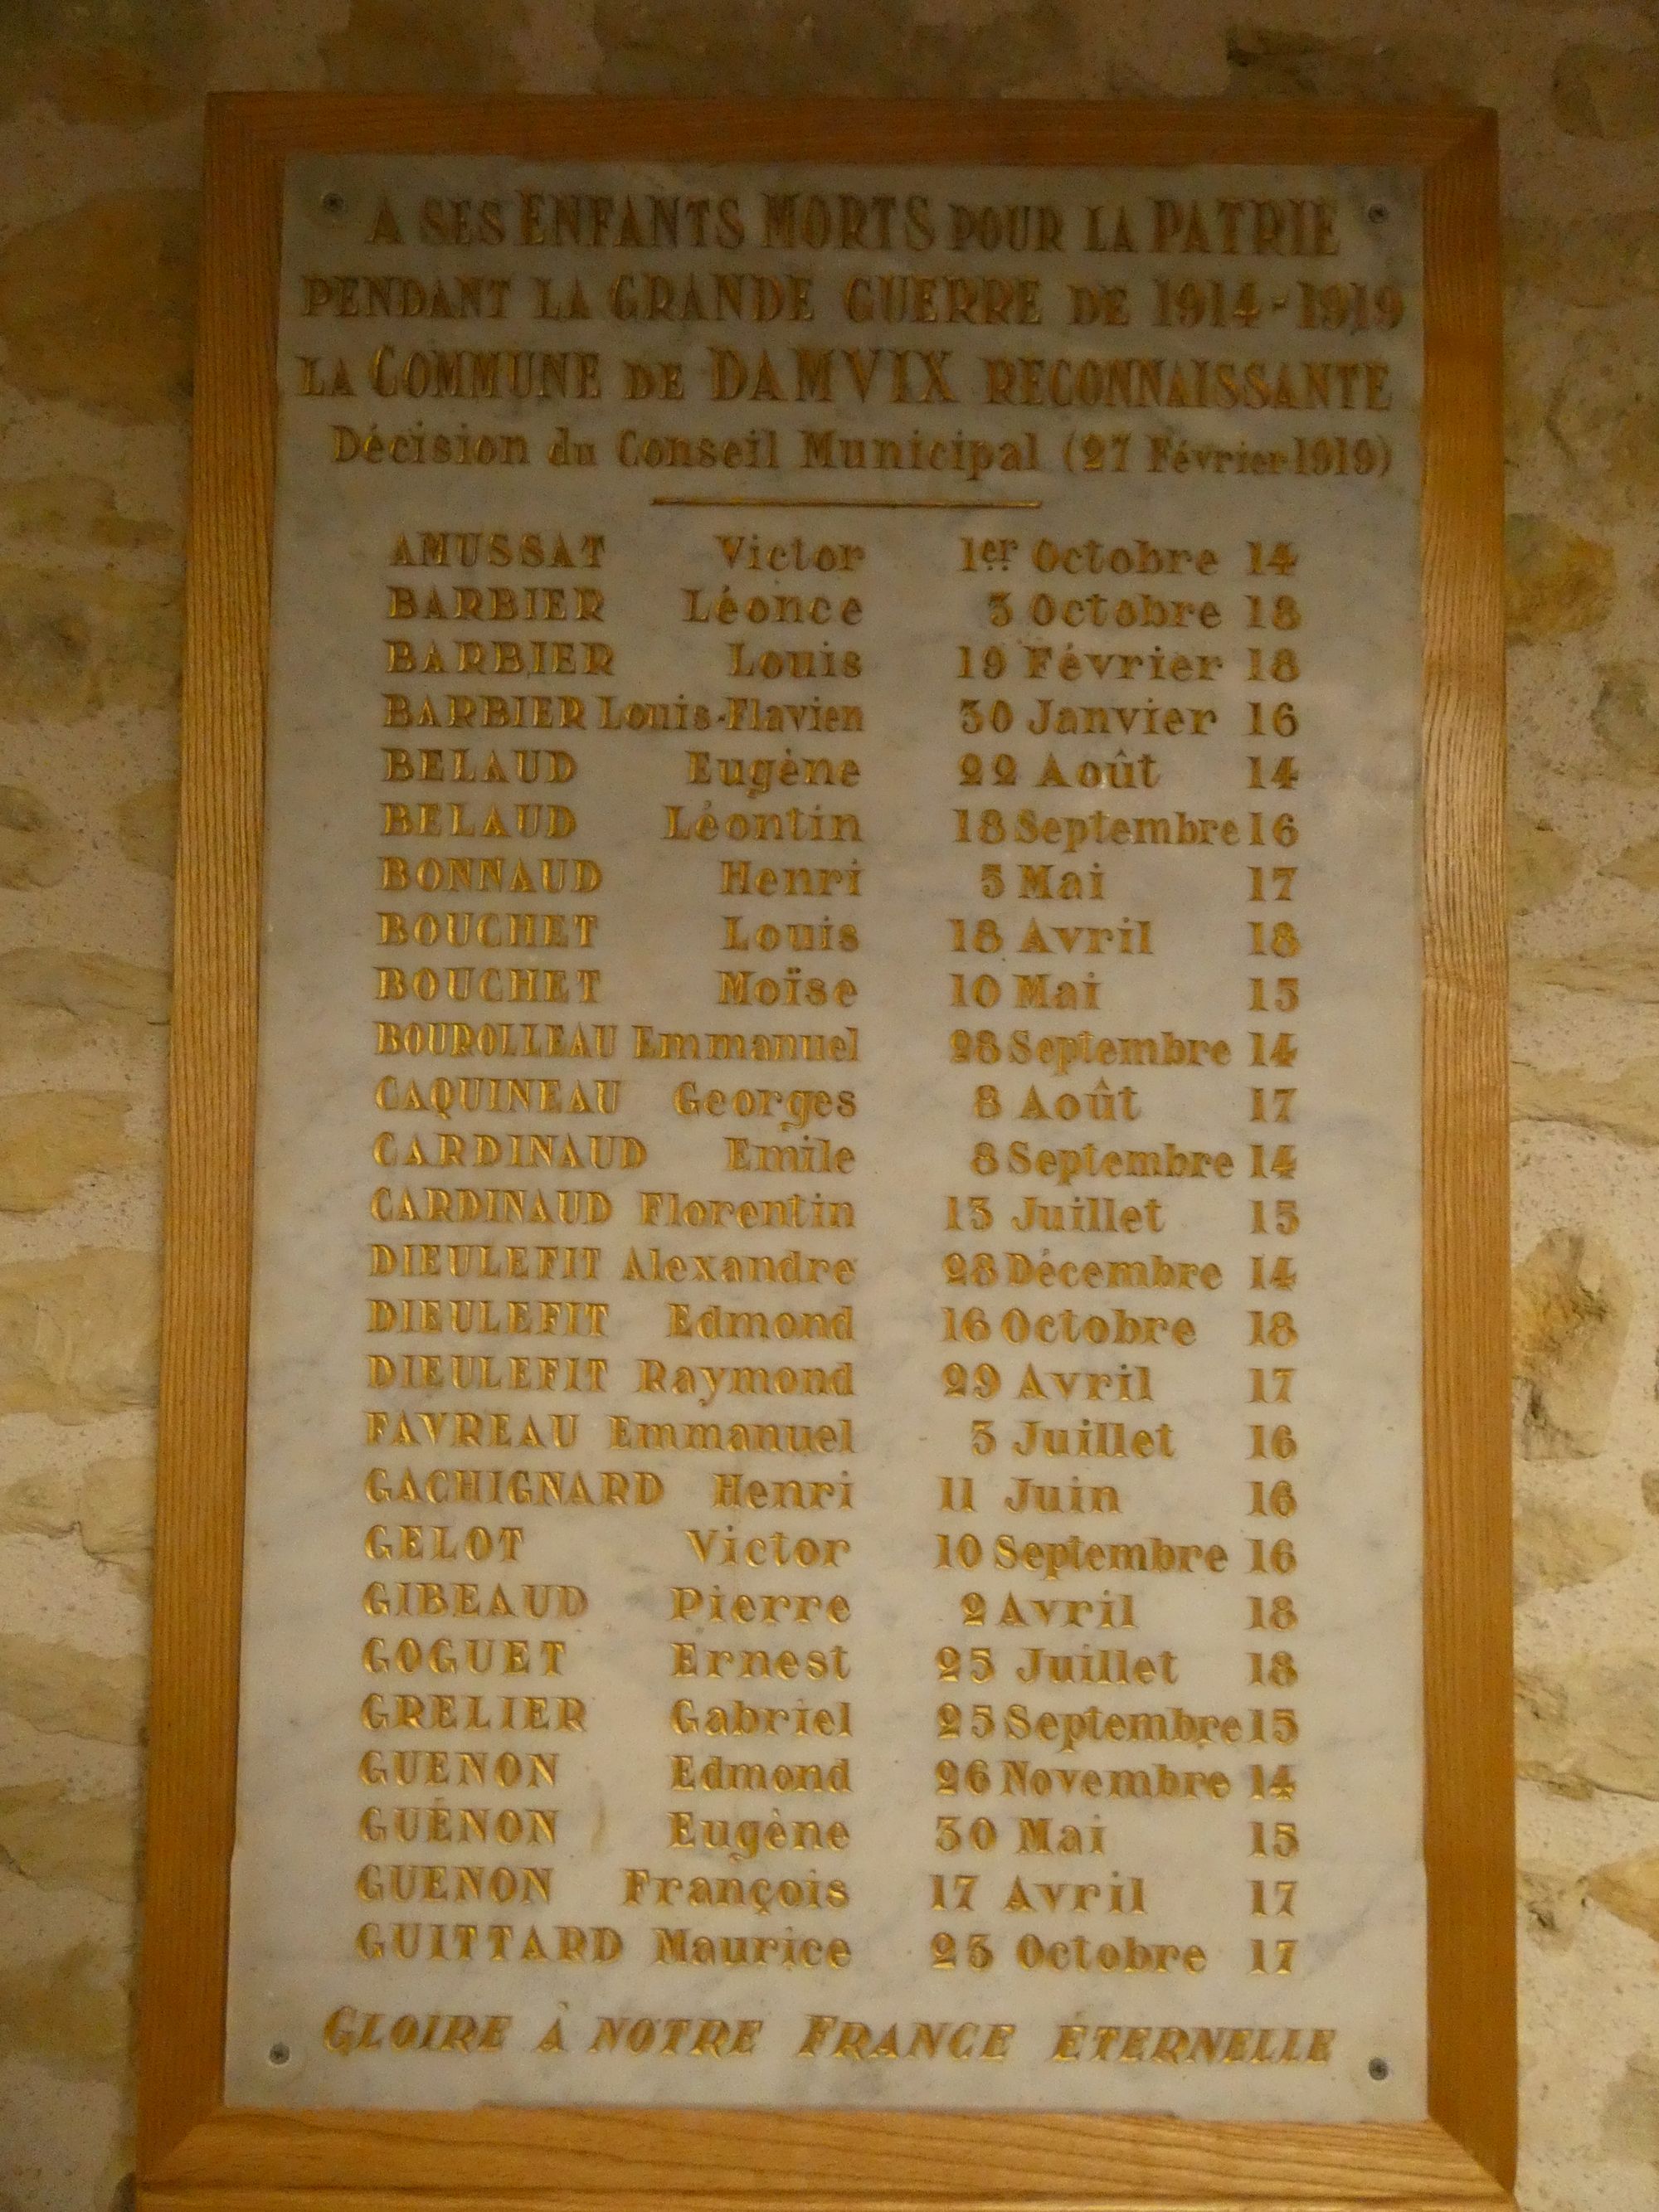 A SES ENFANTS MORTS POUR LA PATRIE
PENDANT LA GRANDE GUERRE DE 1914-1919
LA COMMUNE DE DAMVIX RECONNAISSANTE
Décision du Conseil Municipal (27 Février 1919)
AMUSSAT Victor 1er Octobre 14
BARBIER Léonce 3 Octobre 18
BARBIER Louis 19 Février 18
BARBIER Louis-Flavien 30 Janvier 16
BELAUD Eugène 22 Août 14
BELAUD Léontin 18 Septembre 16
BONNAUD Henri 5 Mai 17
BOUCHET Louis 18 Avril 18
BOUCHET Moïse 10 Mai 15
BOUROLLEAU Emmanuel 28 Septembre 14
CAQUINEAU Georges 8 Août 17
CARDINAUD Emile 8 Septembre 14
CARDINAUD Florentin 13 Juillet 15
DIEULEFIT Alexandre 28 Décembre 14
DIEULEFIT Edmond 16 Octobre 18
DIEULEFIT Raymond 29 Avril 17
FAVREAU Emmanuel 3 Juillet 16
GACHIGNARD Henri 11 Juin 16
GELOT Victor 10 Septembre 16
GIBEAUD Pierre 2 Avril 18
GOGUET Ernest 25 Juillet 18
GRELIER Gabriel 25 Septembre 15
GUENON Edmond 26 Novembre 14
GUÉNON Eugène 30 Mai 15
GUENON François 17 Avril 17
GUITTARD Maurice 23 Octobre 17
GLOIRE À NOTRE FRANCE ÉTERNELLE